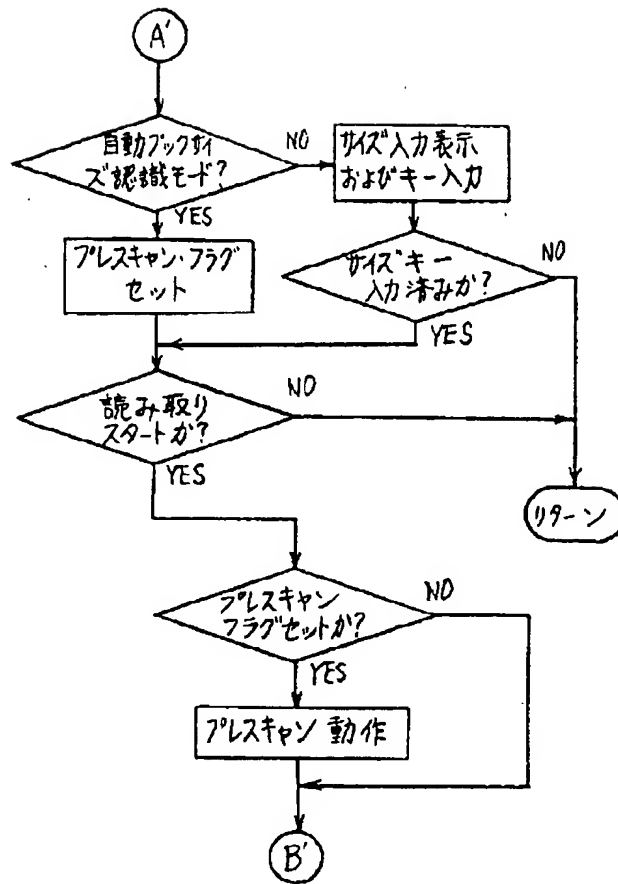 A'
自動ブックサイ
ズ認識モード?
NO
サイズ入力表示
およびキー入力
YES
プレスキャン・フラグ
セット
サイズキー
入力済みか?
NO
YES
読み取り
スタートか?
NO
YES
リターン
プレスキャン
フラグセットか?
NO
YES
プレスキャン動作
B'